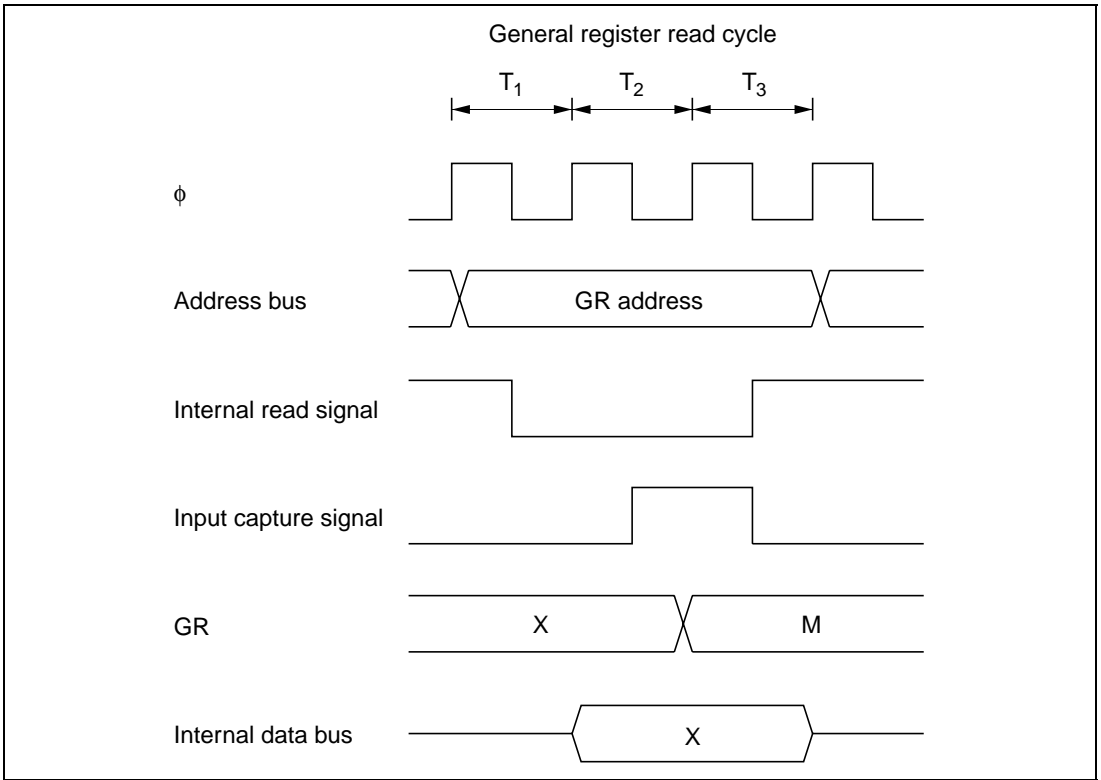 General register read cycle
T₁ T₂ T₃
ϕ
Address bus GR address
Internal read signal
Input capture signal
GR X M
Internal data bus X